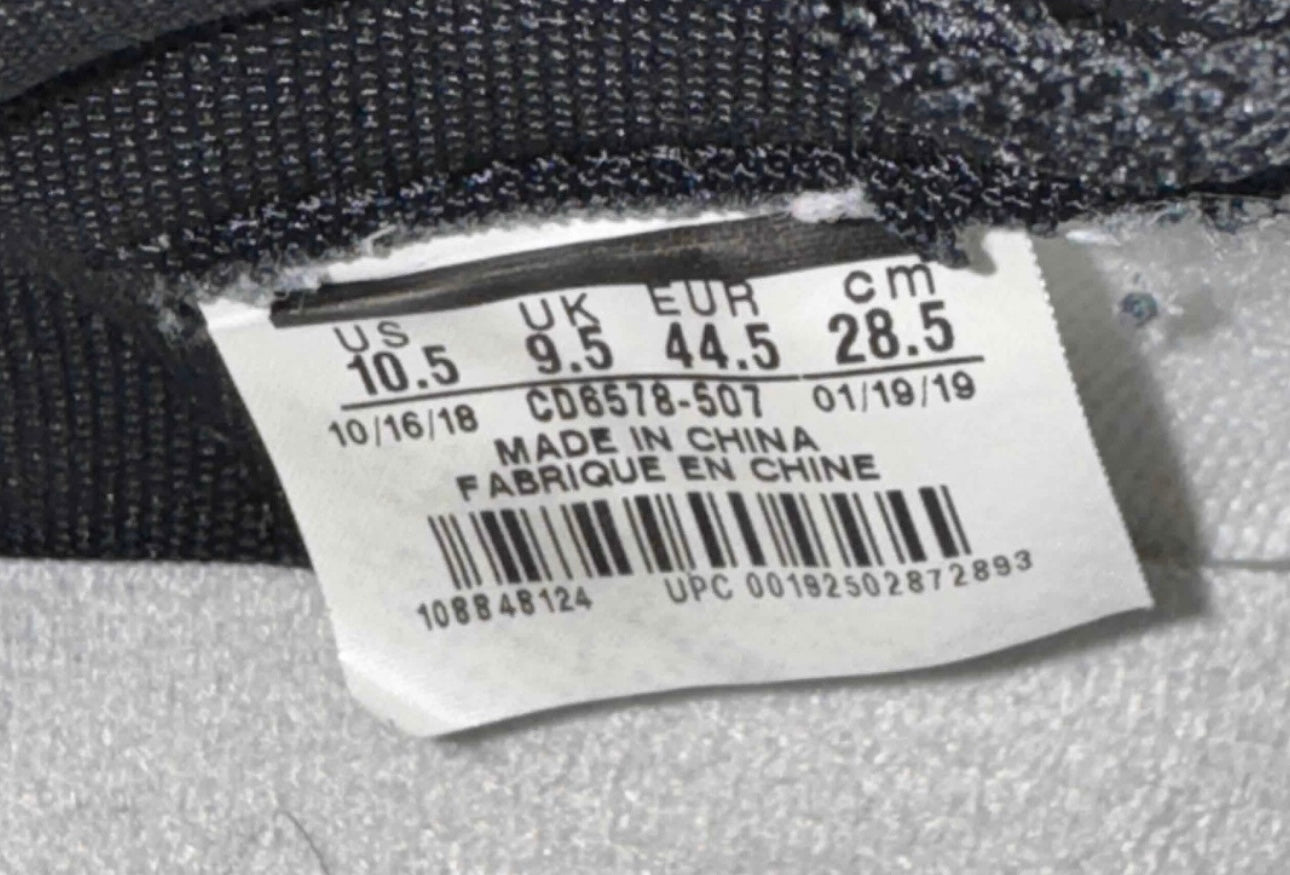 US UK EUR cm
10.5 9.5 44.5 28.5
10/16/18 CD6578-507 01/19/19
MADE IN CHINA
FABRIQUE EN CHINE
108848124 UPC 00192502872893